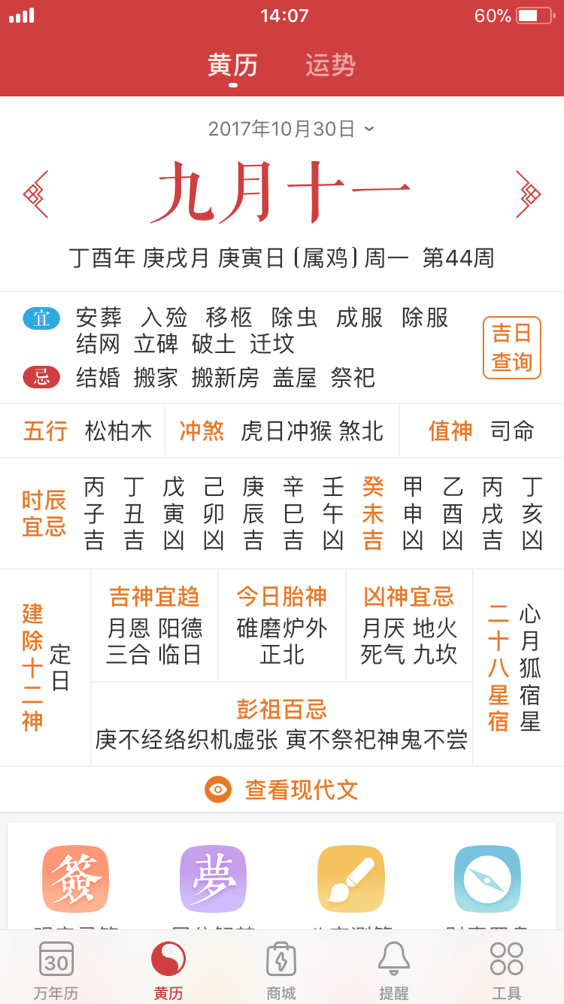 14:07
60%
黄历 运势
2017年10月30日
九月十一
丁酉年 庚戌月 庚寅日 (属鸡) 周一 第44周
宜 安葬 入殓 移柩 除虫 成服 除服
结网 立碑 破土 迁坟
忌 结婚 搬家 搬新房 盖屋 祭祀
吉日
查询
五行 松柏木 冲煞 虎日冲猴 煞北 值神 司命
时辰
宜忌
丙子吉 丁丑吉 戊寅凶 己卯凶 庚辰吉 辛巳吉 壬午凶 癸未吉 甲申凶 乙酉凶 丙戌吉 丁亥凶
建除十二神
定日
吉神宜趋
月恩 阳德
三合 临日
今日胎神
碓磨炉外
正北
凶神宜忌
月厌 地火
死气 九坎
彭祖百忌
庚不经络织机虚张 寅不祭祀神鬼不尝
二十八星宿
心月狐宿星
查看现代文
簽 夢
30
万年历 黄历 商城 提醒 工具